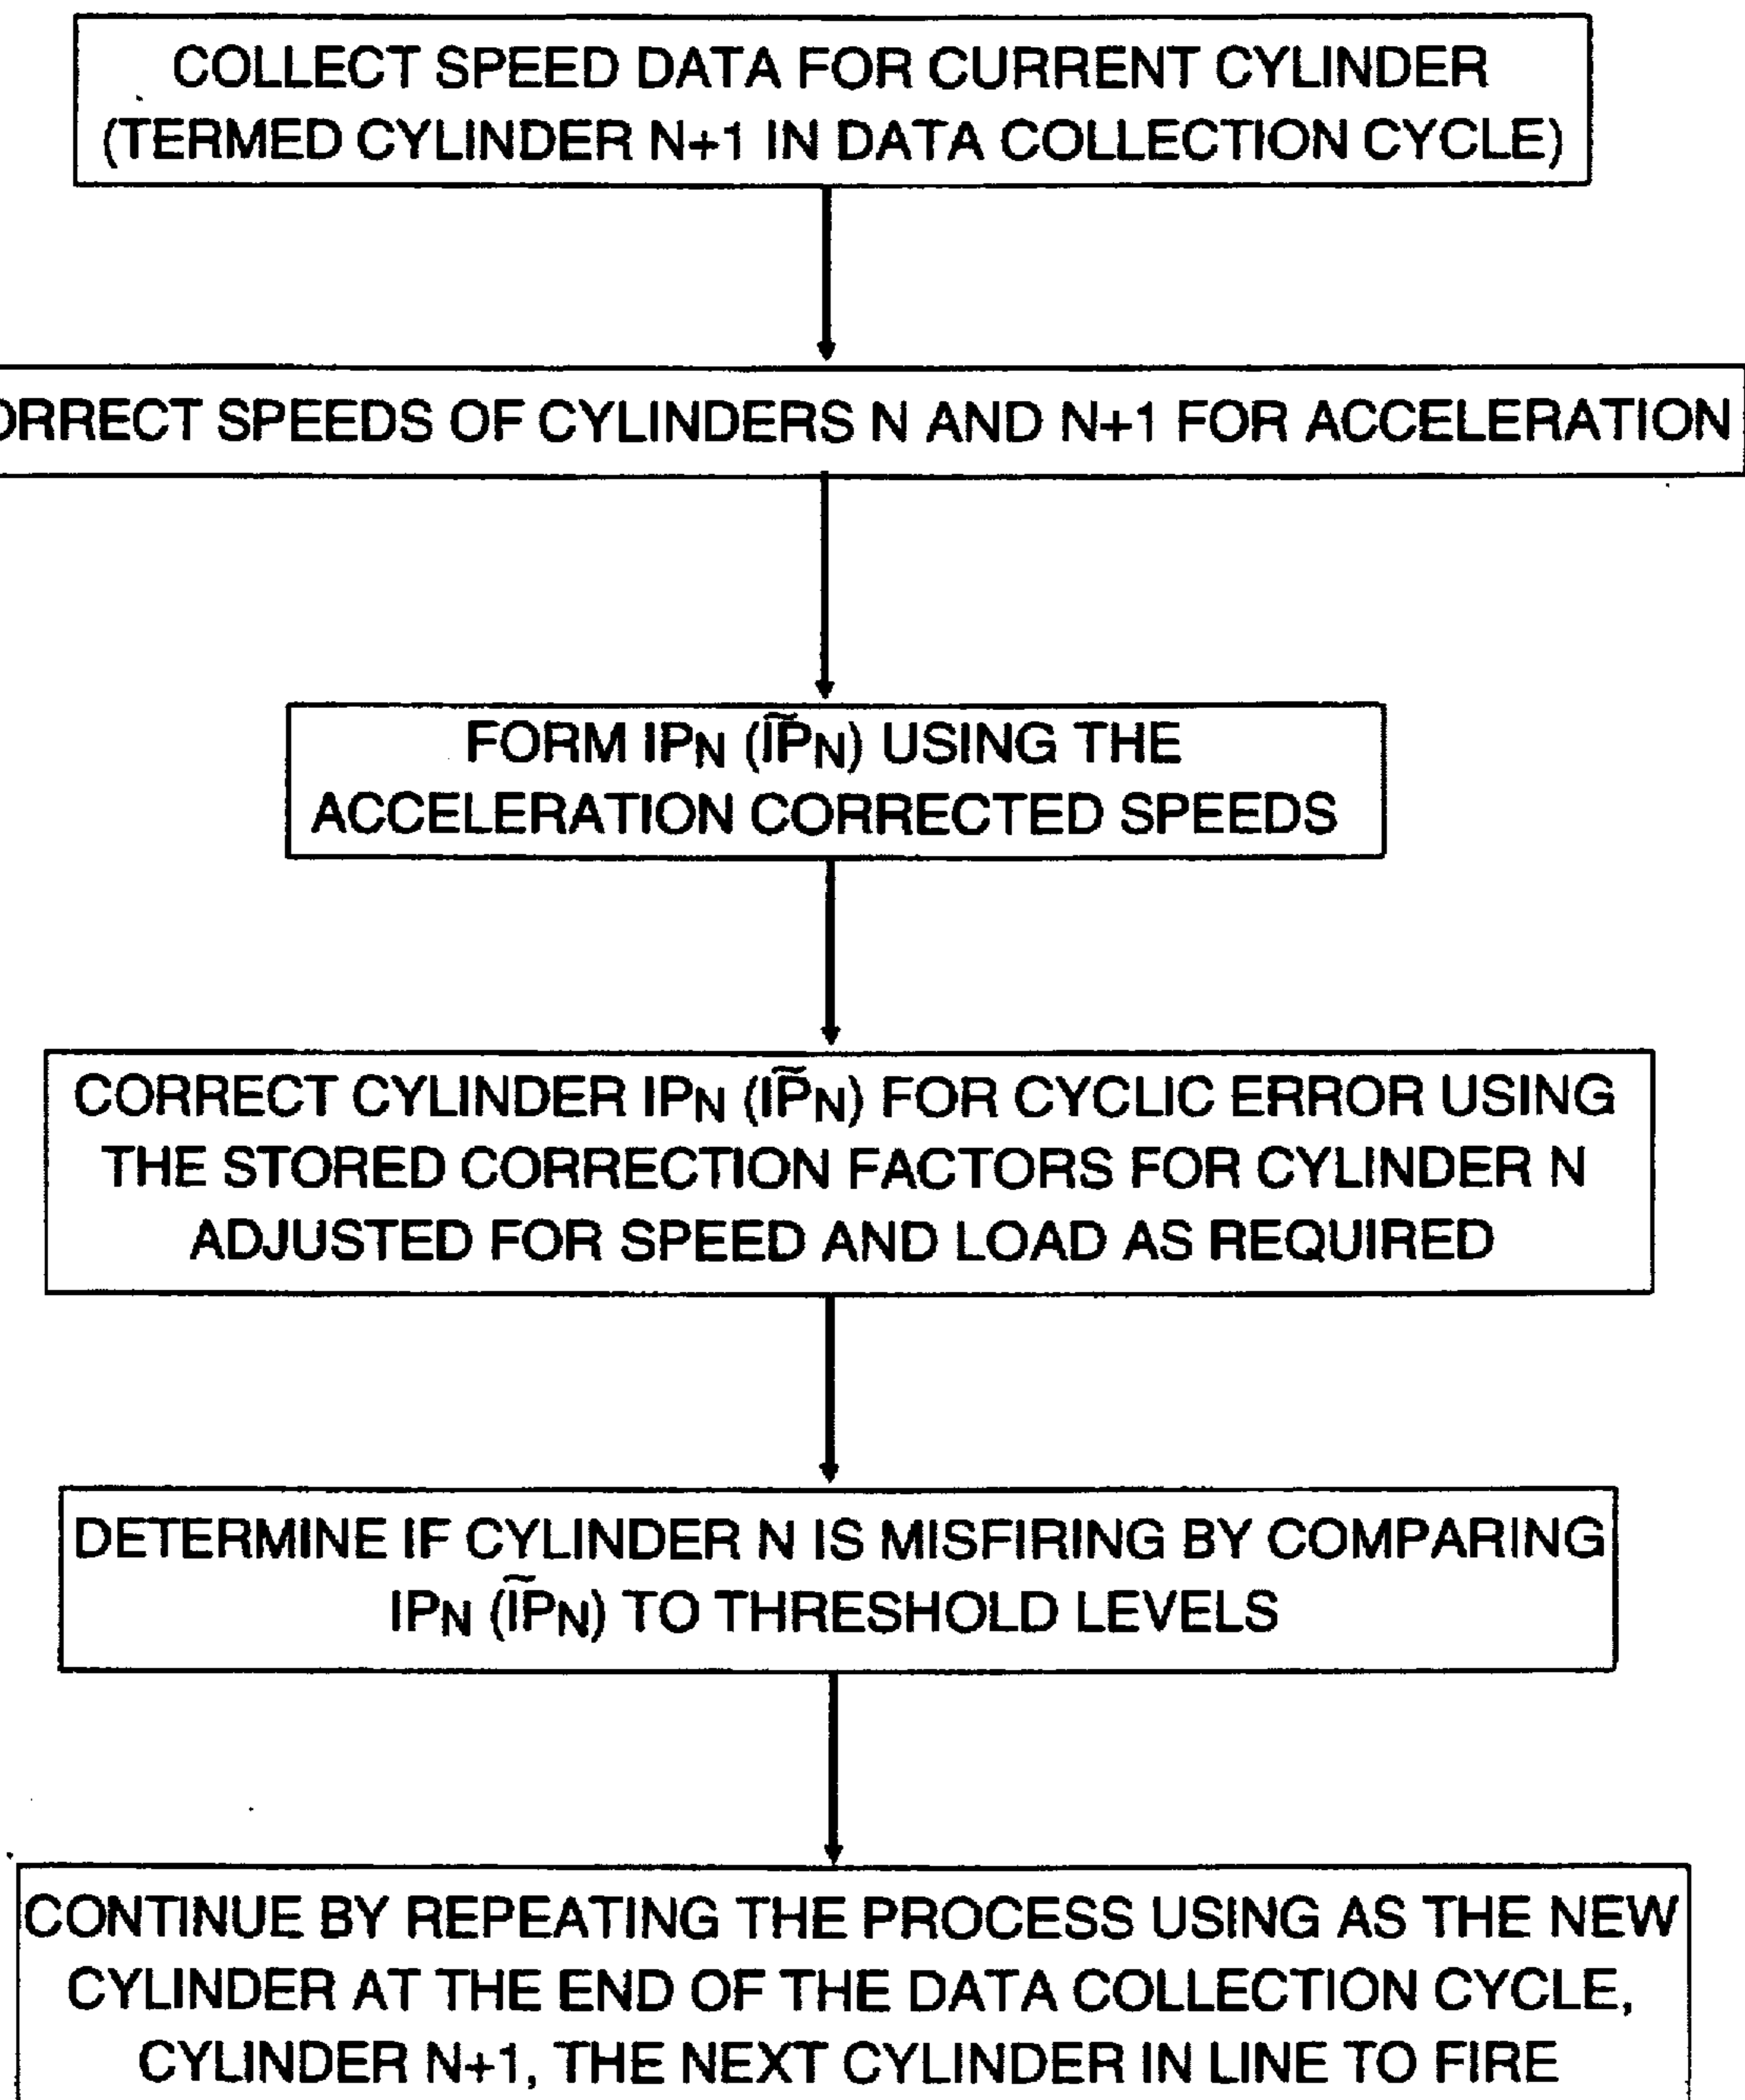 COLLECT SPEED DATA FOR CURRENT CYLINDER
(TERMED CYLINDER N+1 IN DATA COLLECTION CYCLE)
ORRECT SPEEDS OF CYLINDERS N AND N+1 FOR ACCELERATION
FORM IPN (ĨPN) USING THE
ACCELERATION CORRECTED SPEEDS
CORRECT CYLINDER IPN (ĨPN) FOR CYCLIC ERROR USING
THE STORED CORRECTION FACTORS FOR CYLINDER N
ADJUSTED FOR SPEED AND LOAD AS REQUIRED
DETERMINE IF CYLINDER N IS MISFIRING BY COMPARING
IPN (ĨPN) TO THRESHOLD LEVELS
CONTINUE BY REPEATING THE PROCESS USING AS THE NEW
CYLINDER AT THE END OF THE DATA COLLECTION CYCLE,
CYLINDER N+1, THE NEXT CYLINDER IN LINE TO FIRE